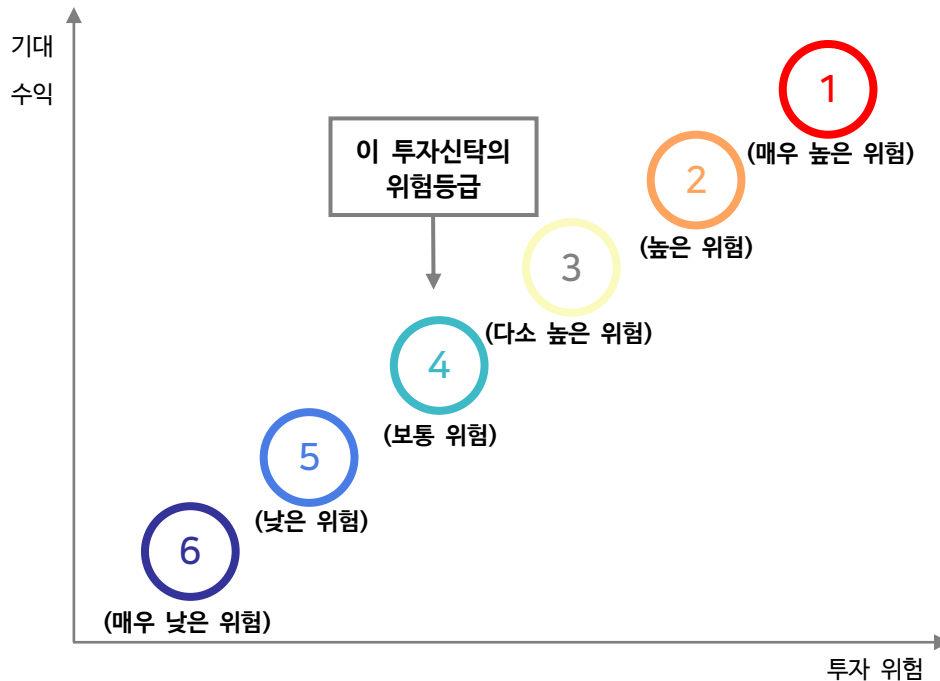 기대
수익
1
(매우 높은 위험)
이 투자신탁의
위험등급
2
(높은 위험)
3
(다소 높은 위험)
4
(보통 위험)
5
(낮은 위험)
6
(매우 낮은 위험)
투자 위험